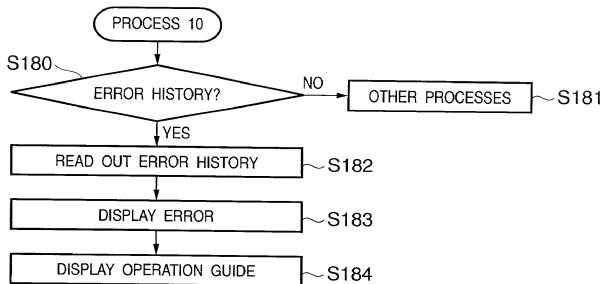 PROCESS 10
S180
ERROR HISTORY?
NO
OTHER PROCESSES
S181
YES
READ OUT ERROR HISTORY
S182
DISPLAY ERROR
S183
DISPLAY OPERATION GUIDE
S184